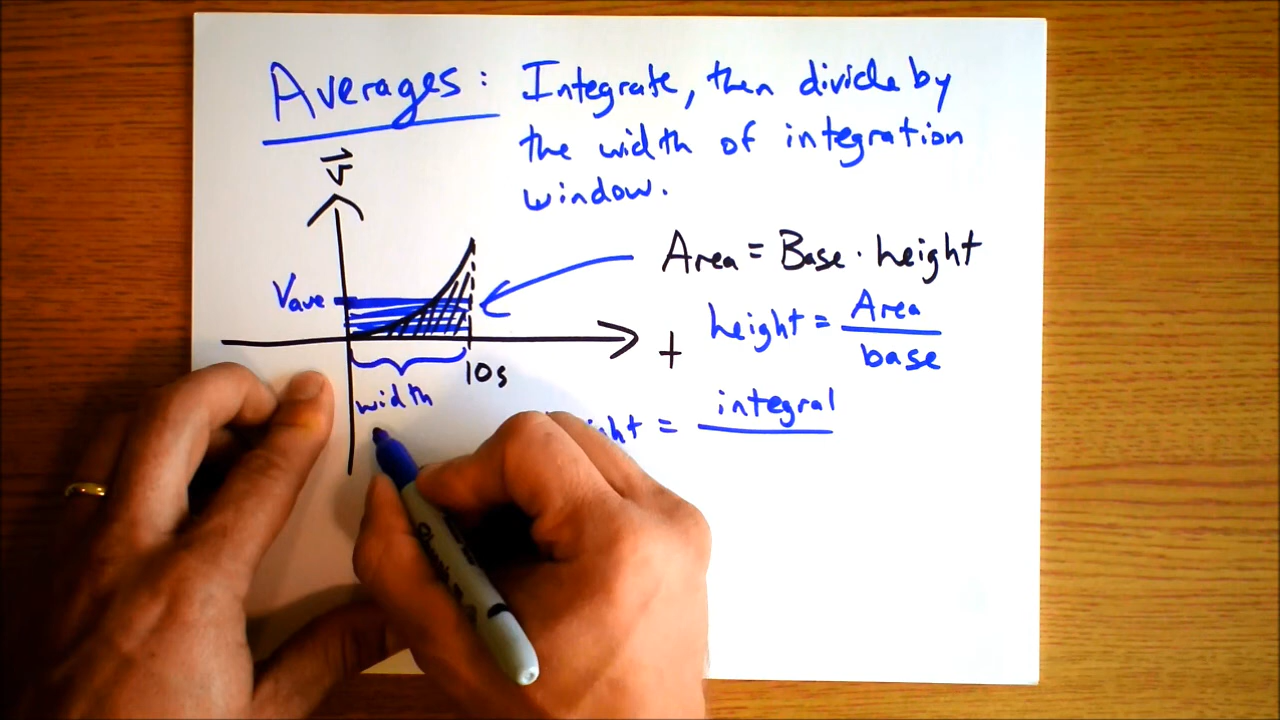 Averages: Integrate, then divide by
the width of integration
window.
v
Area = Base · height
Vave
height = Area
base
t
10s
width
integral
=